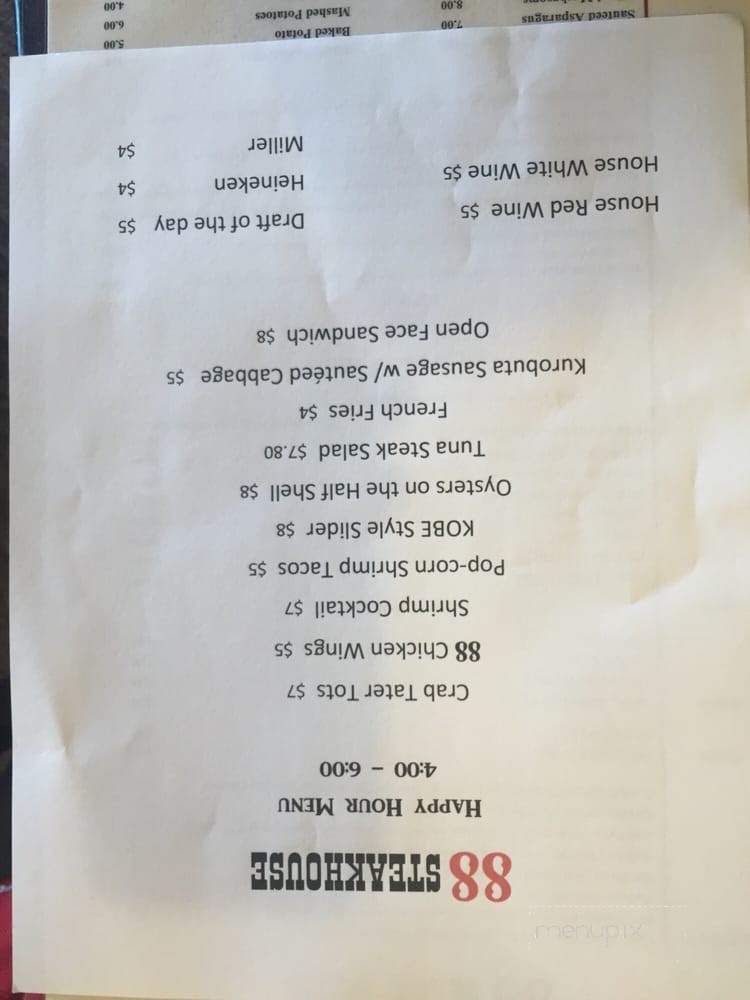 88 STEAKHOUSE
HAPPY HOUR MENU
4:00 – 6:00
Crab Tater Tots $7
88 Chicken Wings $5
Shrimp Cocktail $7
Pop-corn Shrimp Tacos $5
KOBE Style Slider $8
Oysters on the Half Shell $8
Tuna Steak Salad $7.80
French Fries $4
Kurobuta Sausage w/ Sautéed Cabbage $5
Open Face Sandwich $8
House Red Wine $5
House White Wine $5
Draft of the day $5
Heineken $4
Miller $4
Baked Potato 5.00
Mashed Potatoes 6.00
4.00
Sauteed Asparagus 7.00
8.00
menupix